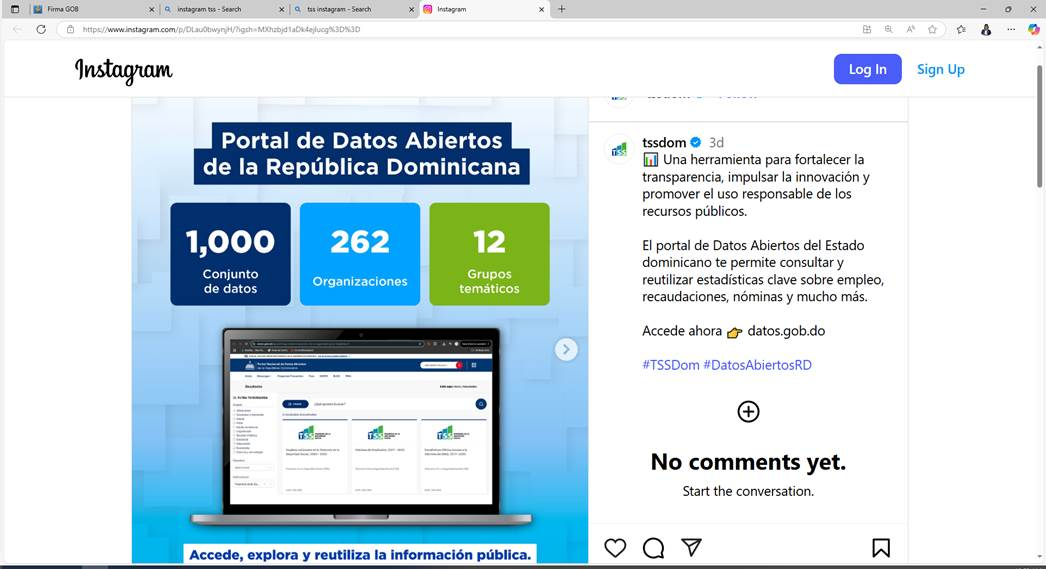 Firma GOB
instagram tss - Search
tss instagram - Search
Instagram
https://www.instagram.com/p/DLau0bwynjH/?igsh=MXhzbjd1aDk4ejlucg%3D%3D
Instagram
Log In
Sign Up
Portal de Datos Abiertos
de la República Dominicana
1,000
Conjunto
de datos
262
Organizaciones
12
Grupos
temáticos
TSS
TSS
TSS
Accede, explora y reutiliza la información pública.
TSS
tssdom 3d
📊 Una herramienta para fortalecer la
transparencia, impulsar la innovación y
promover el uso responsable de los
recursos públicos.
El portal de Datos Abiertos del Estado
dominicano te permite consultar y
reutilizar estadísticas clave sobre empleo,
recaudaciones, nóminas y mucho más.
Accede ahora 👉 datos.gob.do
#TSSDom #DatosAbiertosRD
No comments yet.
Start the conversation.